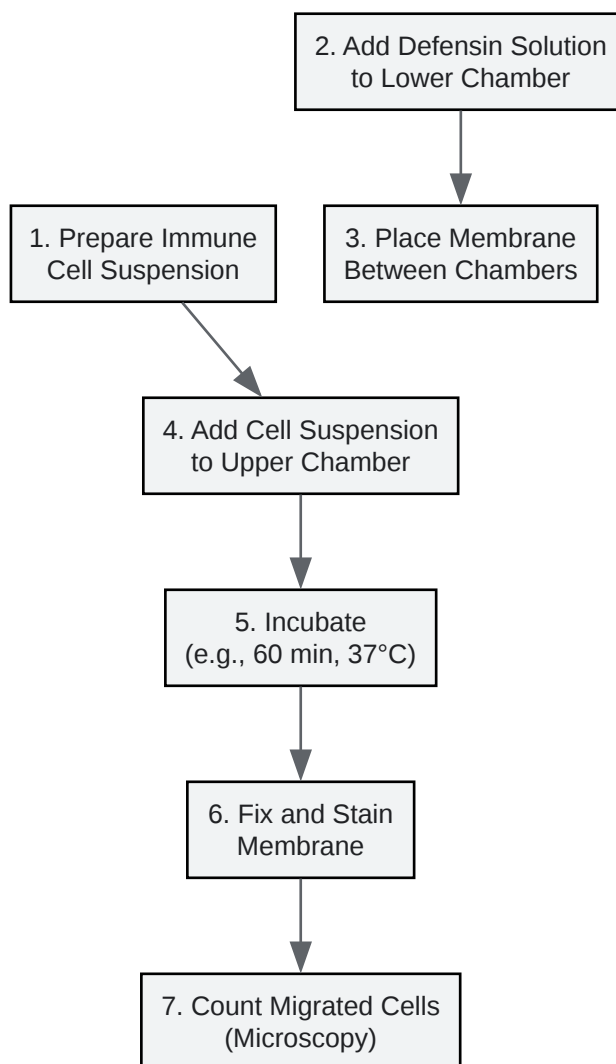 2. Add Defensin Solution
to Lower Chamber
1. Prepare Immune
Cell Suspension
3. Place Membrane
Between Chambers
4. Add Cell Suspension
to Upper Chamber
5. Incubate
(e.g., 60 min, 37°C)
6. Fix and Stain
Membrane
7. Count Migrated Cells
(Microscopy)